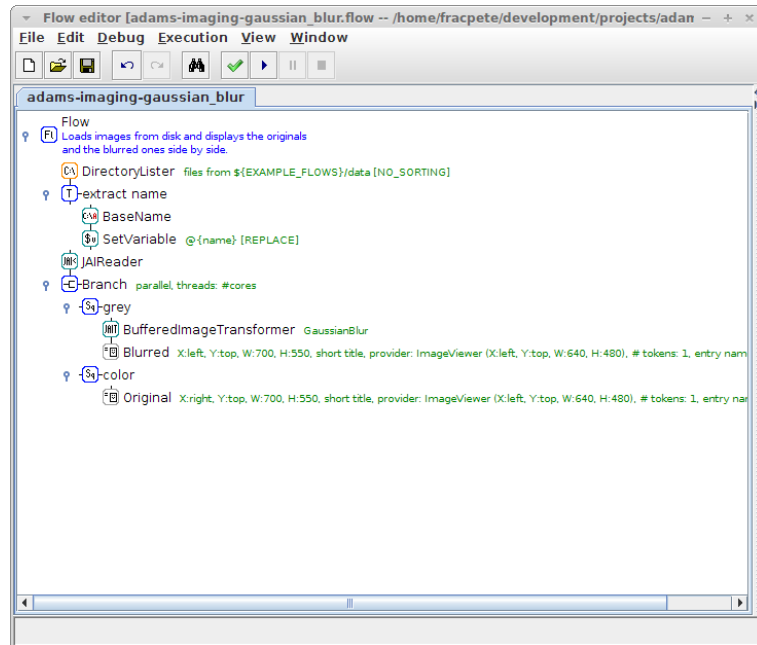 Flow editor [adams-imaging-gaussian_blur.flow -- /home/fracpete/development/projects/adam
File Edit Debug Execution View Window
adams-imaging-gaussian_blur
Flow
Loads images from disk and displays the originals
and the blurred ones side by side.
DirectoryLister files from ${EXAMPLE_FLOWS}/data [NO_SORTING]
extract name
BaseName
SetVariable @{name} [REPLACE]
JAIReader
Branch parallel, threads: #cores
grey
BufferedImageTransformer GaussianBlur
Blurred X:left, Y:top, W:700, H:550, short title, provider: ImageViewer (X:left, Y:top, W:640, H:480), # tokens: 1, entry nam
color
Original X:right, Y:top, W:700, H:550, short title, provider: ImageViewer (X:left, Y:top, W:640, H:480), # tokens: 1, entry nar